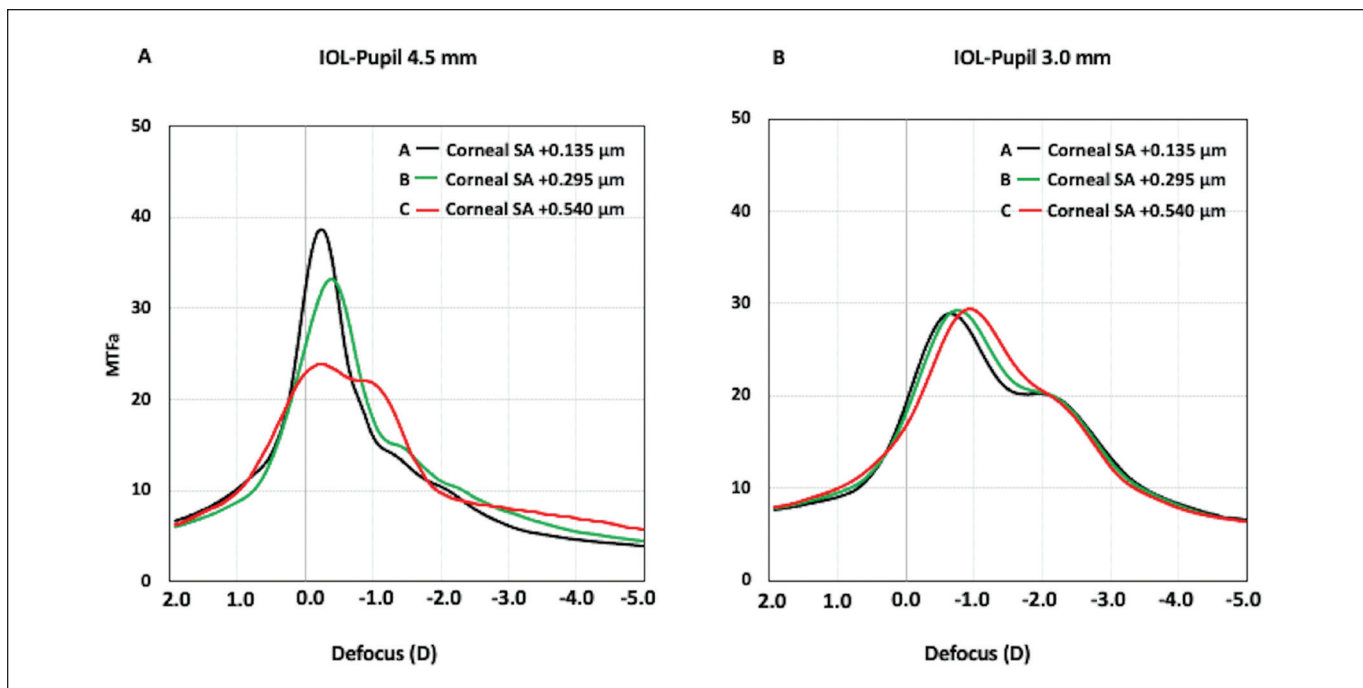 A
IOL-Pupil 4.5 mm
50
40
30
20
10
0
MTFa
A Corneal SA +0.135 µm
B Corneal SA +0.295 µm
C Corneal SA +0.540 µm
2.0 1.0 0.0 -1.0 -2.0 -3.0 -4.0 -5.0
Defocus (D)
B
IOL-Pupil 3.0 mm
50
40
30
20
10
0
A Corneal SA +0.135 µm
B Corneal SA +0.295 µm
C Corneal SA +0.540 µm
2.0 1.0 0.0 -1.0 -2.0 -3.0 -4.0 -5.0
Defocus (D)